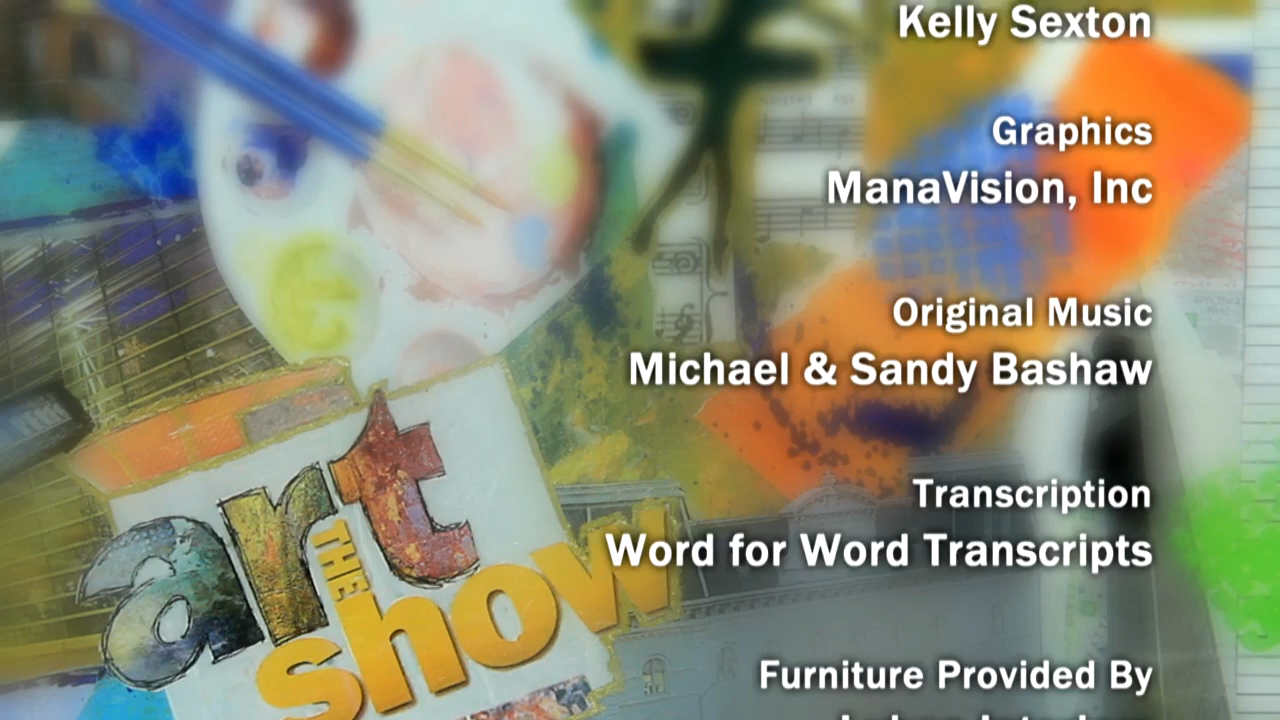 Kelly Sexton
Graphics
ManaVision, Inc
Original Music
Michael & Sandy Bashaw
Transcription
Word for Word Transcripts
Furniture Provided By
art
THE
show